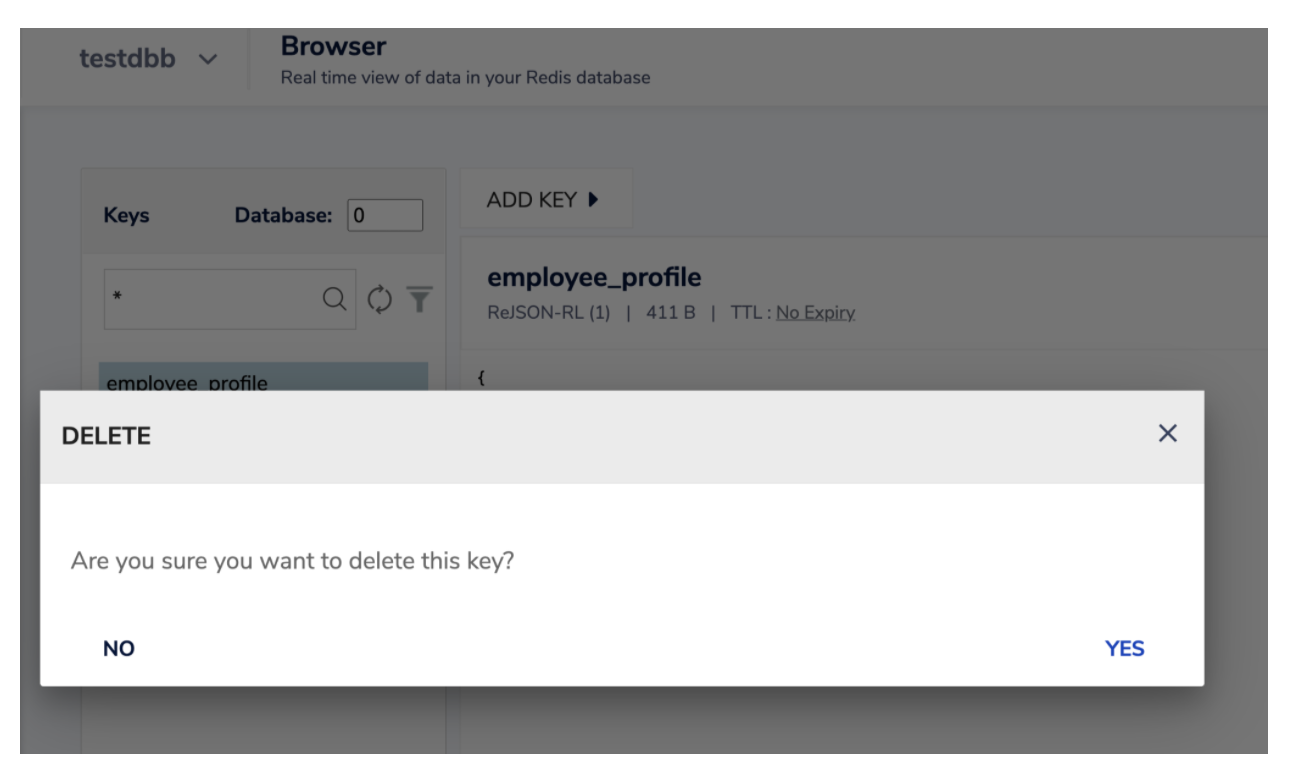 testdbb
Browser
Real time view of data in your Redis database
Keys
Database: 0
ADD KEY
*
employee_profile
ReJSON-RL (1) | 411 B | TTL : No Expiry
employee_profile
{
DELETE
Are you sure you want to delete this key?
NO
YES